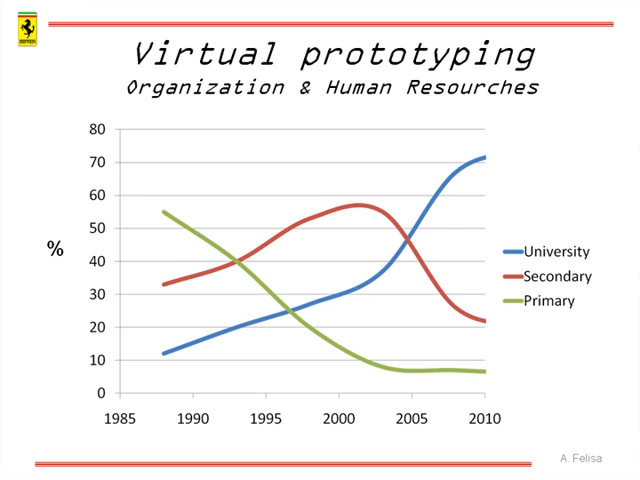 Virtual prototyping
Organization & Human Resourches
80
70
60
50
40
30
20
10
0
%
1985 1990 1995 2000 2005 2010
University
Secondary
Primary
A. Felisa